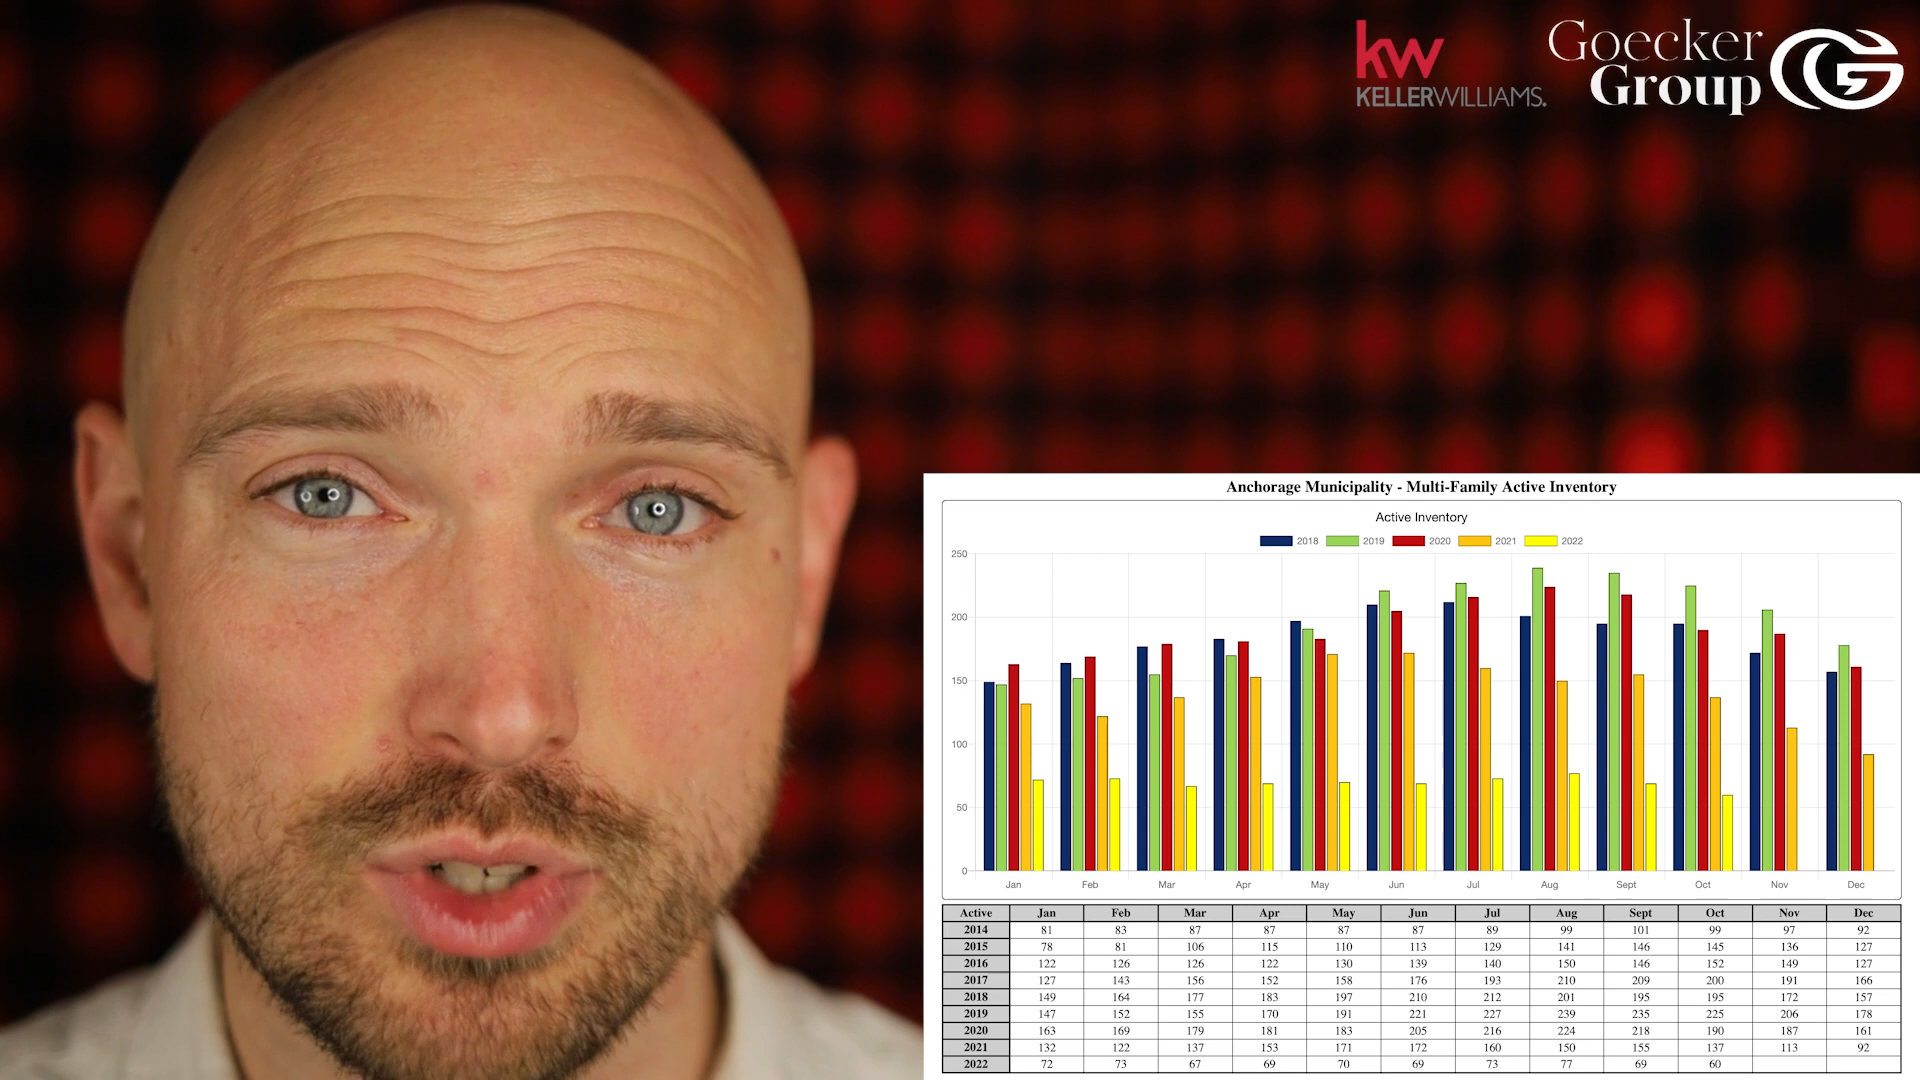 kw
KELLERWILLIAMS.
Goecker
Group
Anchorage Municipality - Multi-Family Active Inventory
Active Inventory
2018 2019 2020 2021 2022
250
200
150
100
50
0
Jan Feb Mar Apr May Jun Jul Aug Sept Oct Nov Dec
Active Jan Feb Mar Apr May Jun Jul Aug Sept Oct Nov Dec
2014 81 83 87 87 87 87 89 99 101 99 97 92
2015 78 81 106 115 110 113 129 141 146 145 136 127
2016 122 126 126 122 130 139 140 150 146 152 149 127
2017 127 143 156 152 158 176 193 210 209 200 191 166
2018 149 164 177 183 197 210 212 201 195 195 172 157
2019 147 152 155 170 191 221 227 239 235 225 206 178
2020 163 169 179 181 183 205 216 224 218 190 187 161
2021 132 122 137 153 171 172 160 150 155 137 113 92
2022 72 73 67 69 70 69 73 77 69 60